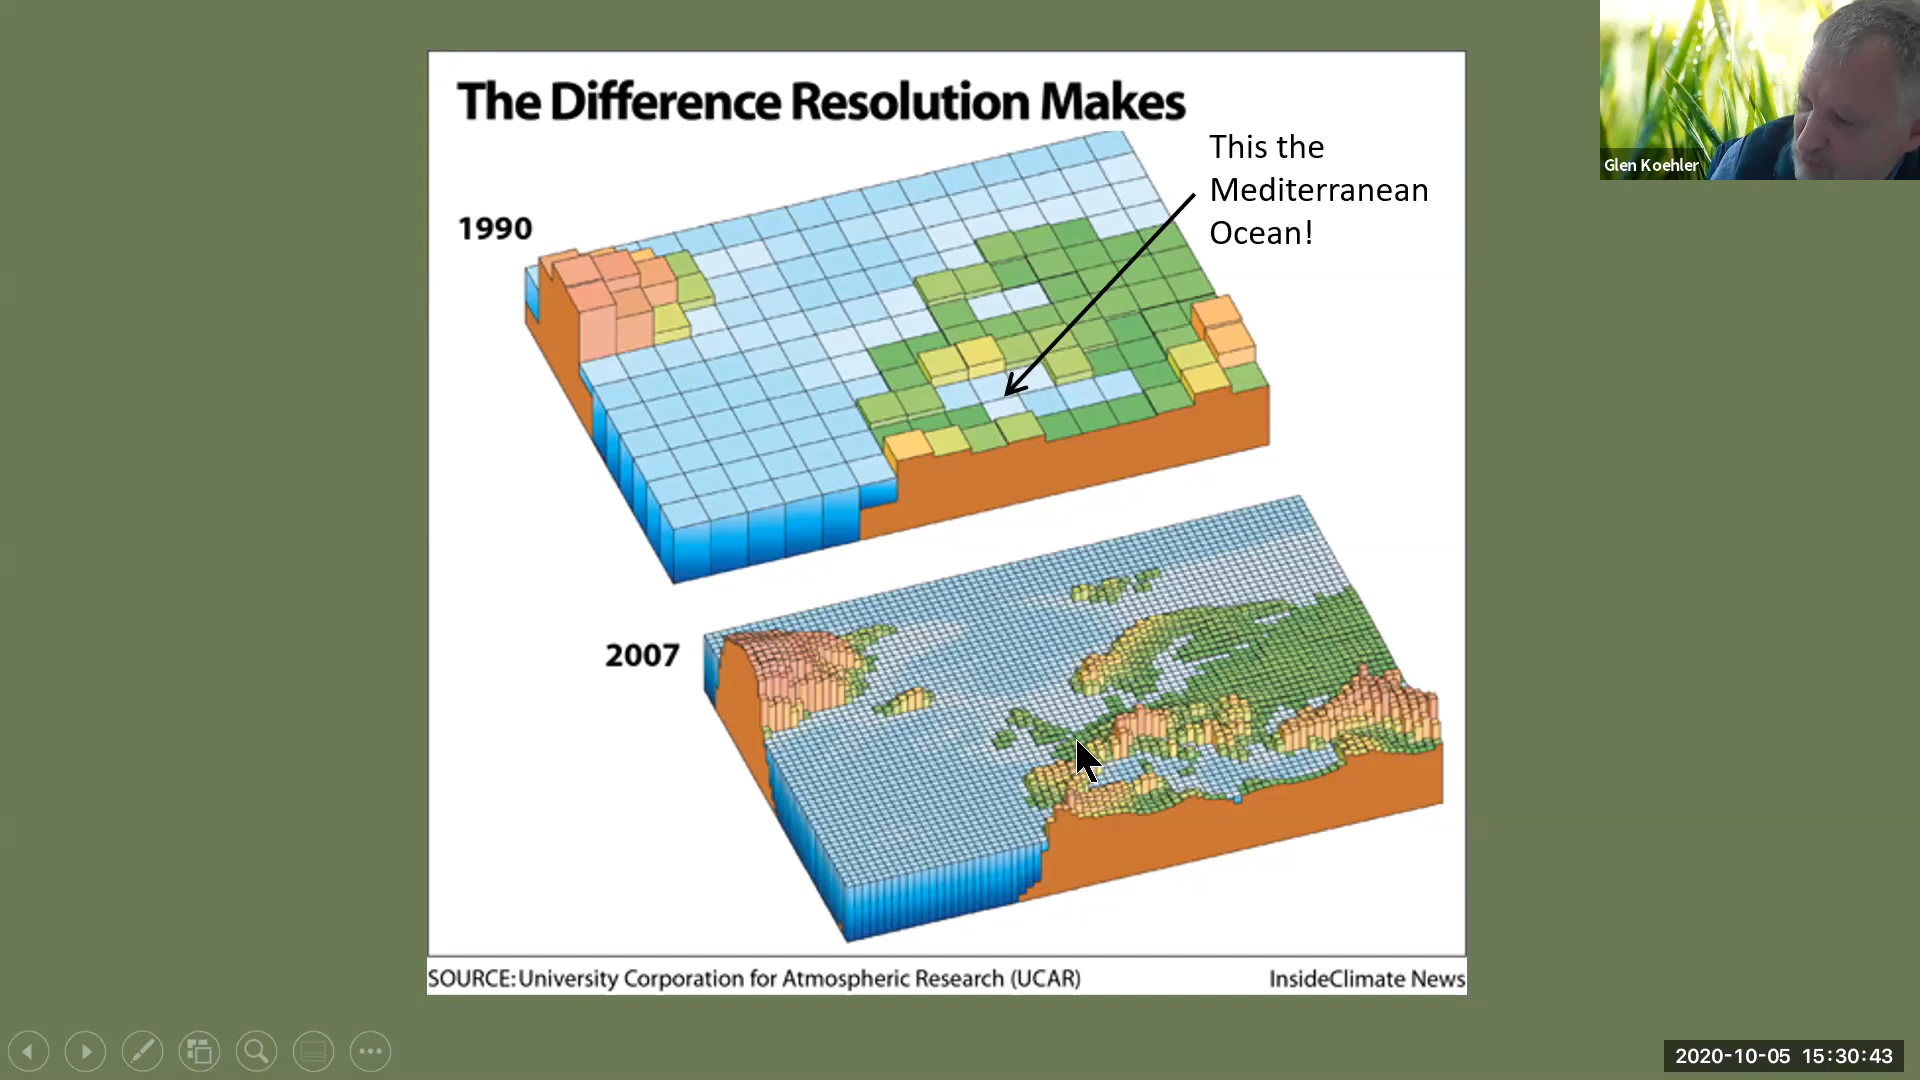 The Difference Resolution Makes
This the
Mediterranean
Ocean!
1990
2007
SOURCE: University Corporation for Atmospheric Research (UCAR)
InsideClimate News
Glen Koehler
2020-10-05 15:30:43